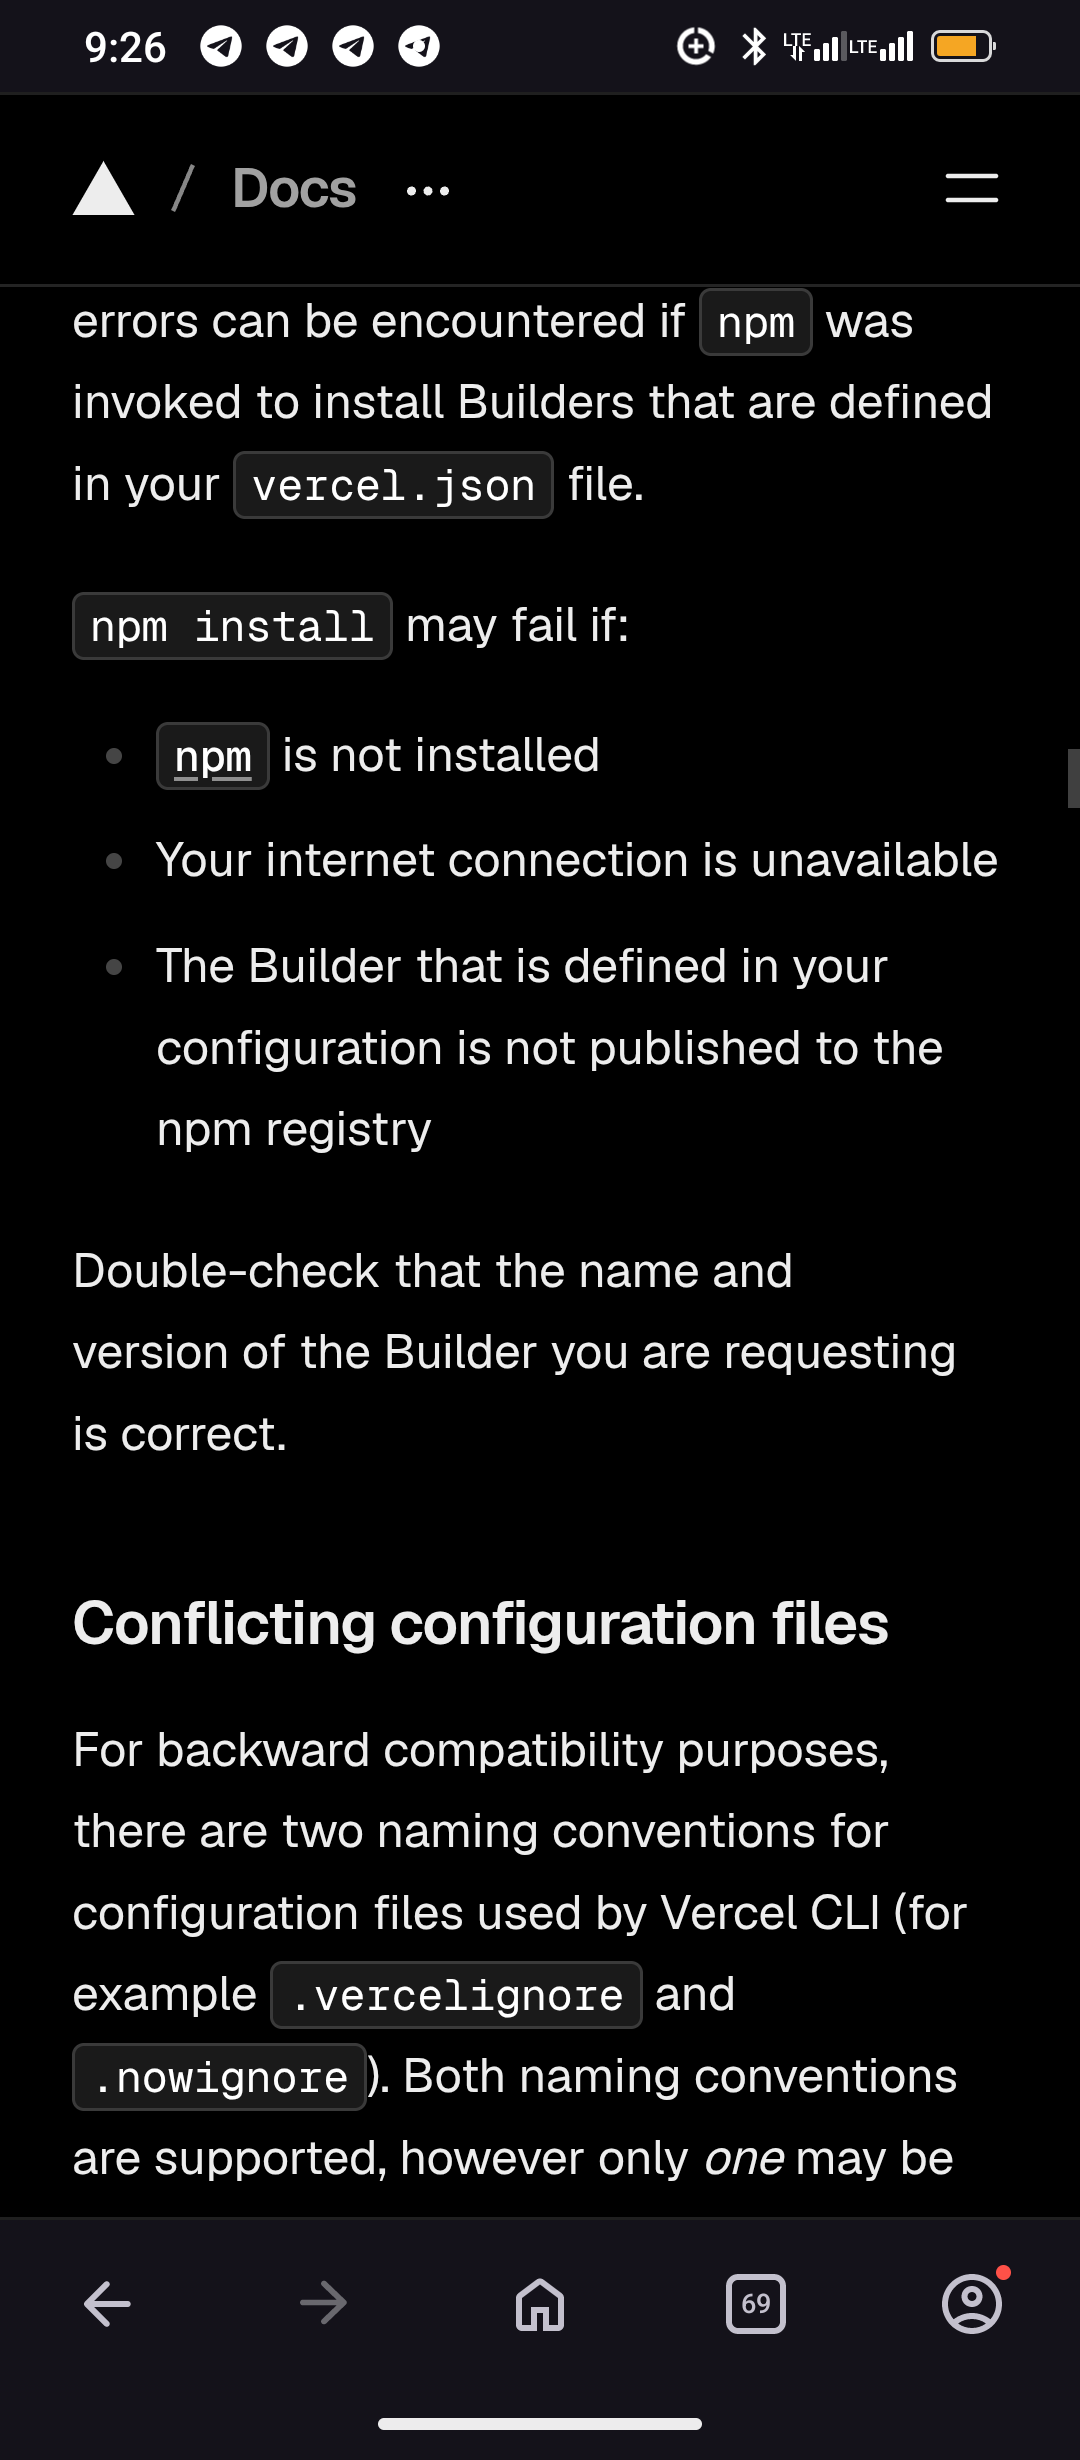 9:26
LTE LTE
/ Docs ...
errors can be encountered if npm was
invoked to install Builders that are defined
in your vercel.json file.
npm install may fail if:
• npm is not installed
• Your internet connection is unavailable
• The Builder that is defined in your
configuration is not published to the
npm registry
Double-check that the name and
version of the Builder you are requesting
is correct.
Conflicting configuration files
For backward compatibility purposes,
there are two naming conventions for
configuration files used by Vercel CLI (for
example .vercelignore and
.nowignore). Both naming conventions
are supported, however only one may be
69